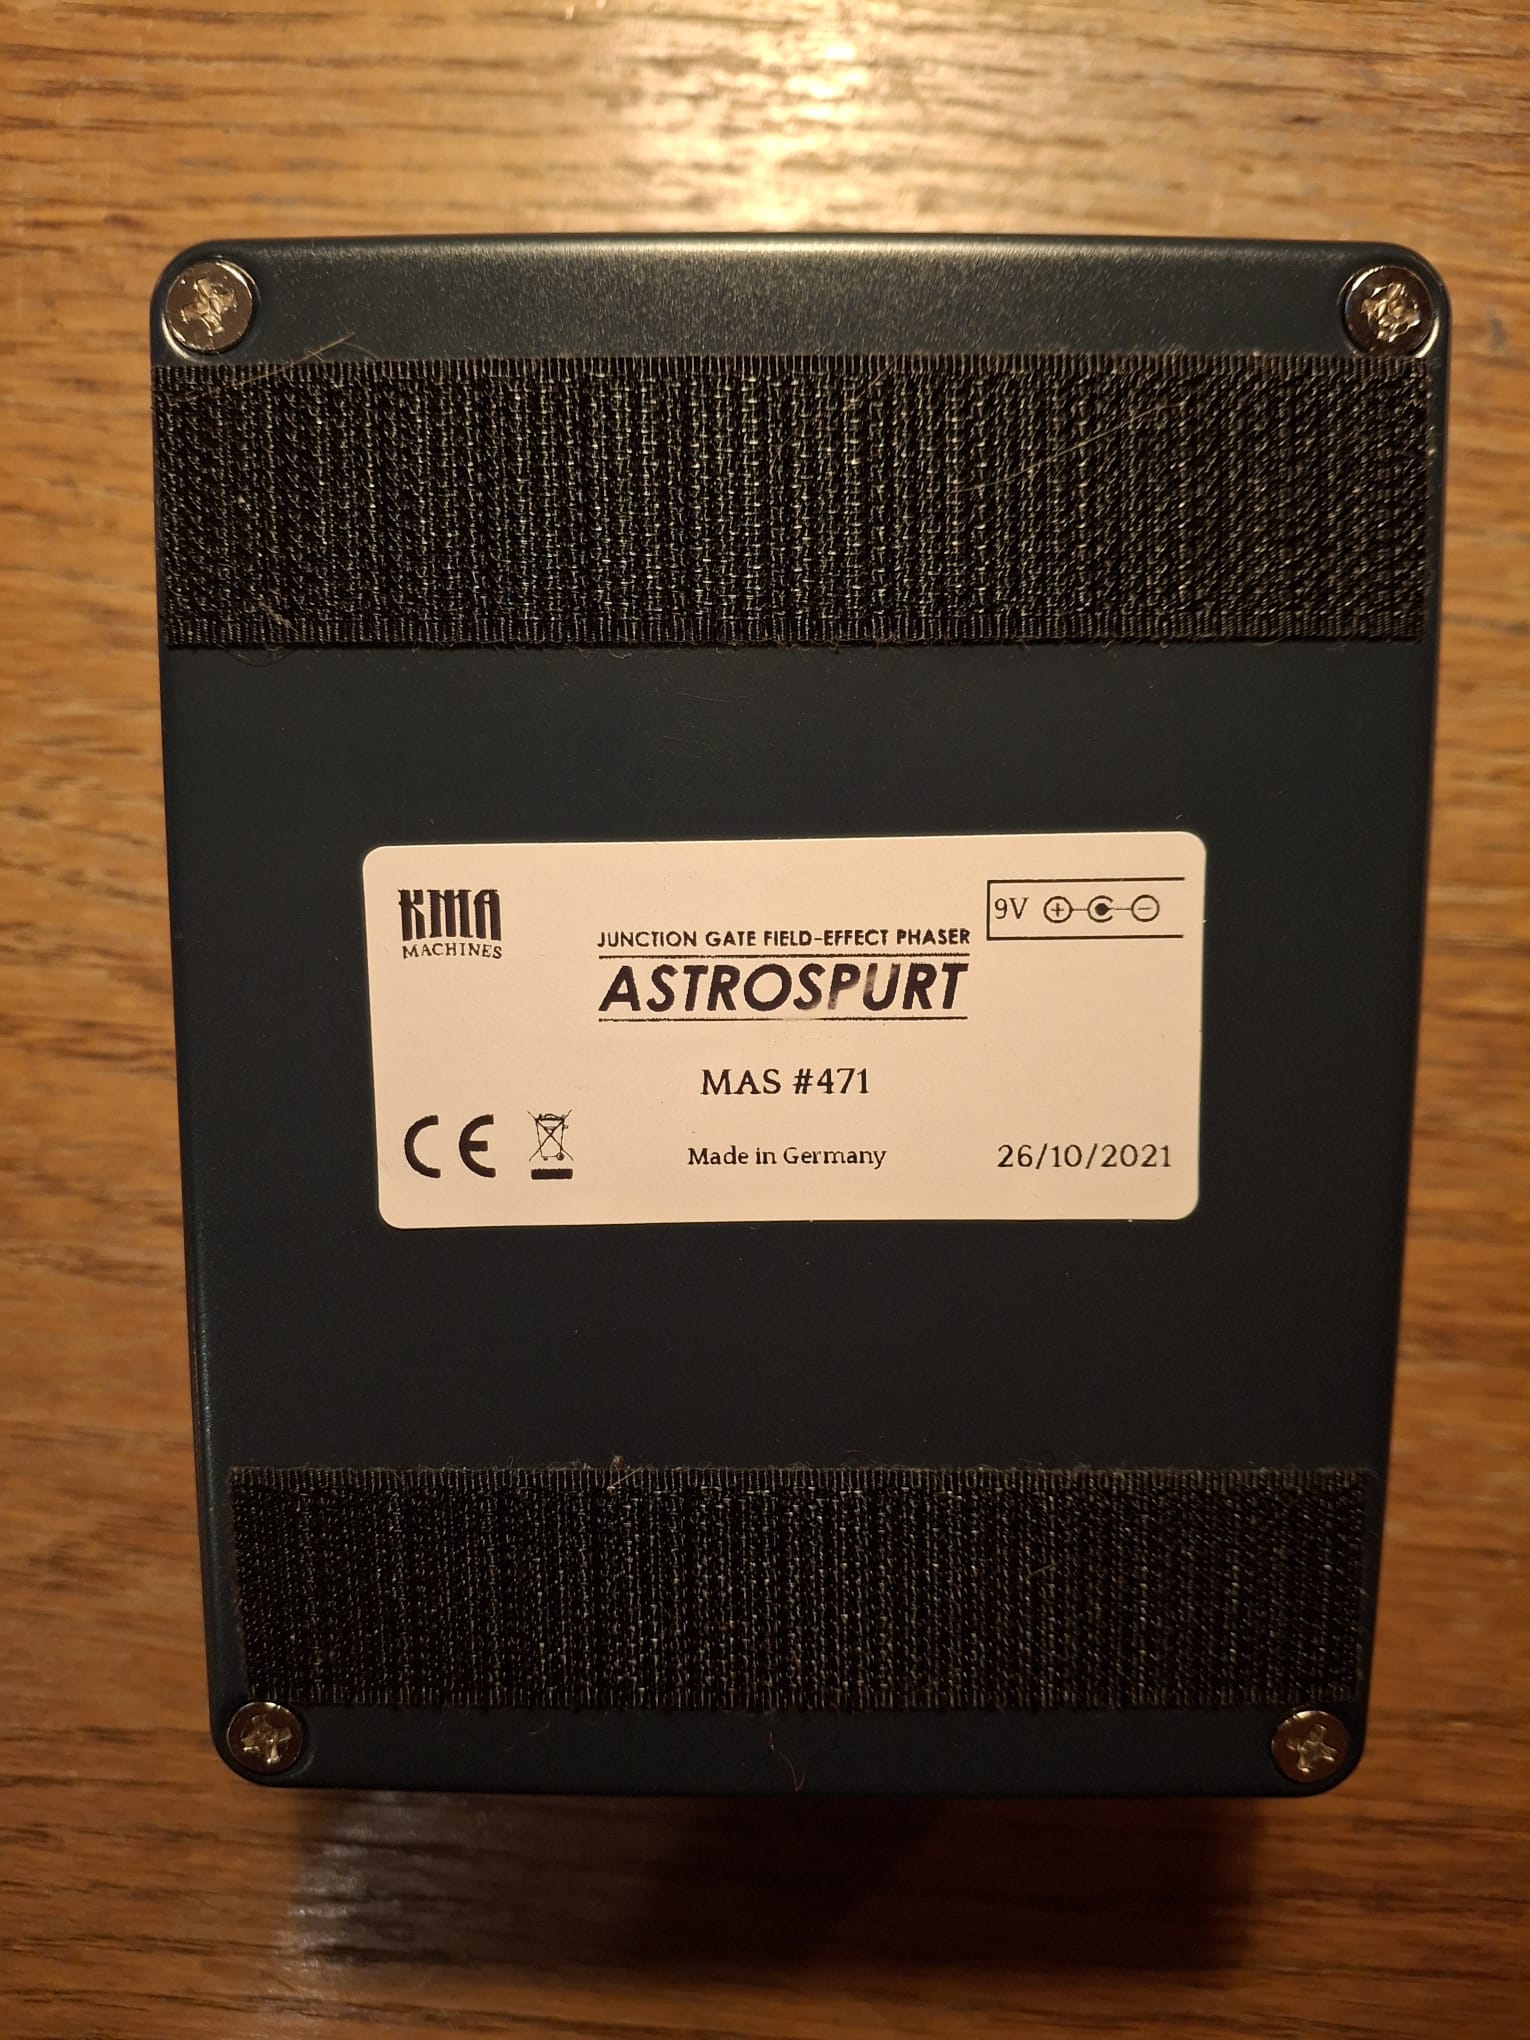 KMA
MACHINES
9V
JUNCTION GATE FIELD-EFFECT PHASER
ASTROSPURT
MAS #471
CE
Made in Germany
26/10/2021